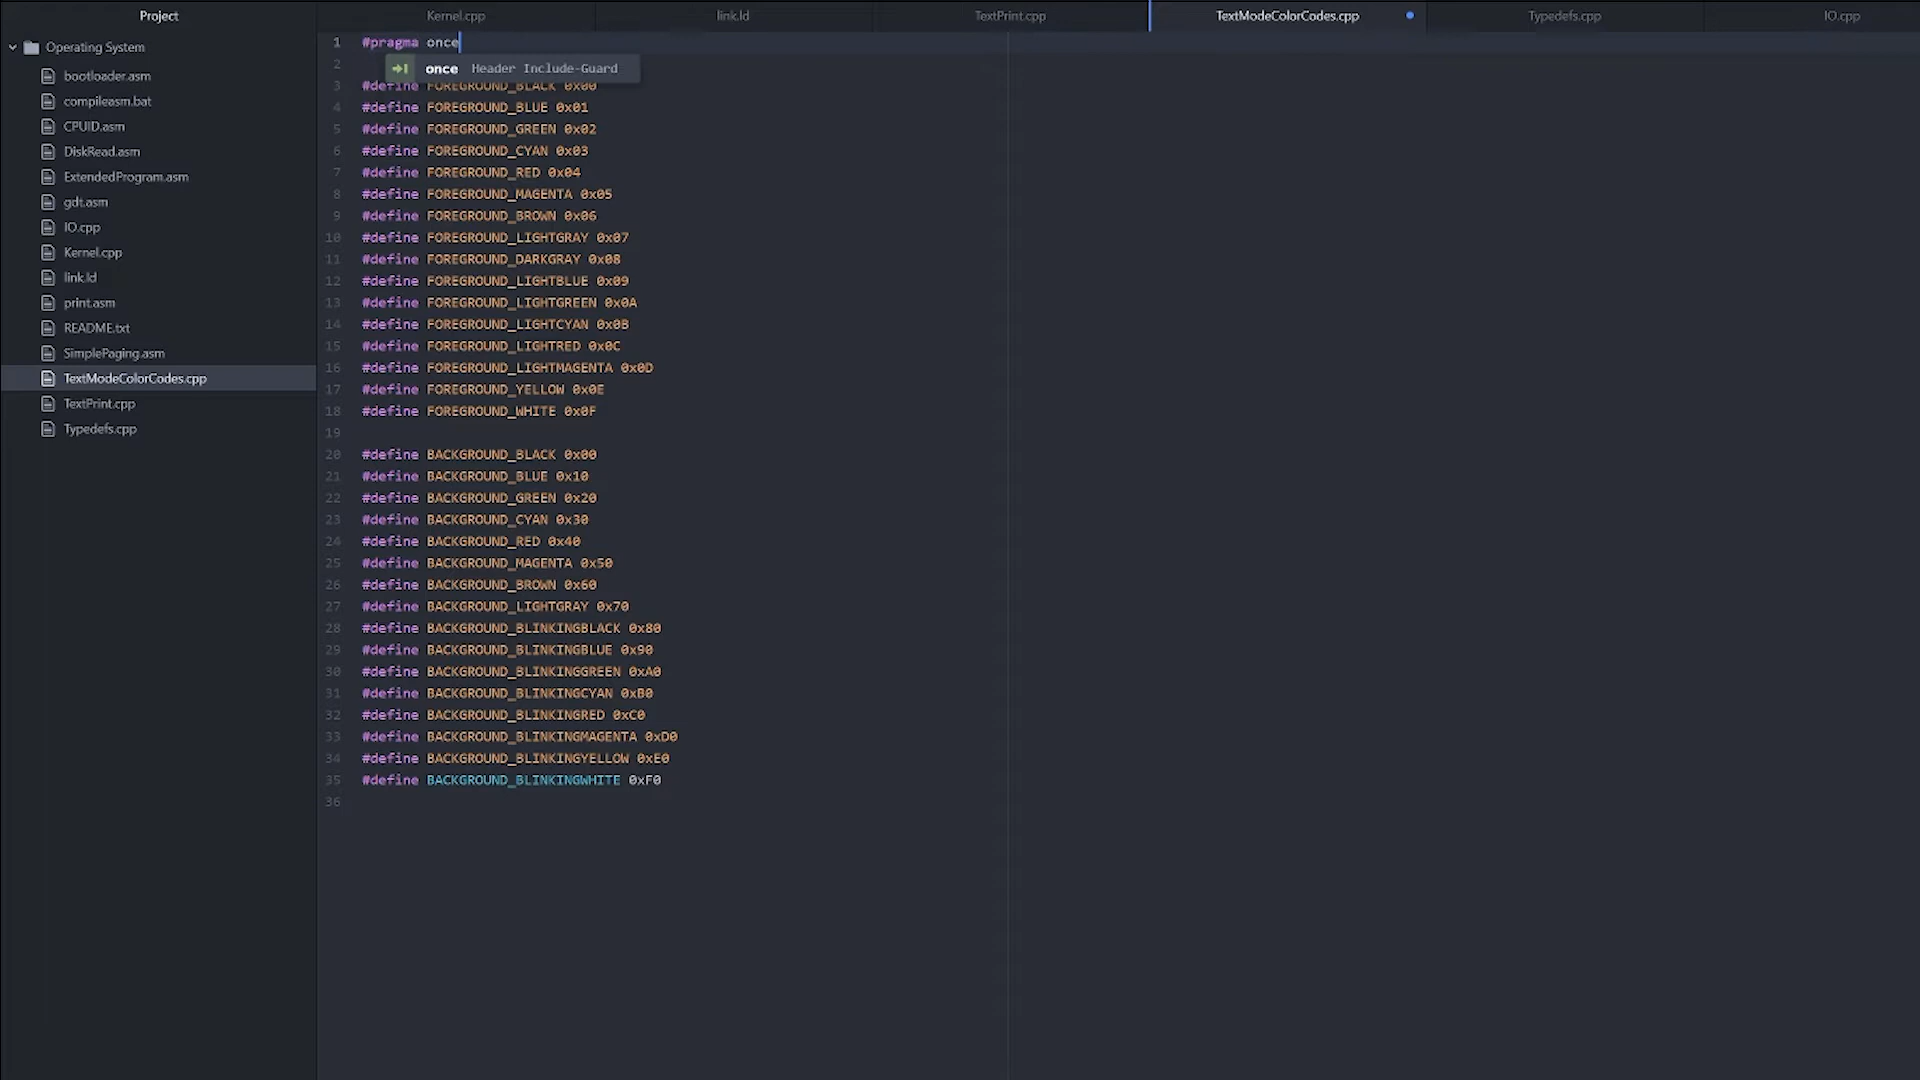 Project
Kernel.cpp
link.ld
TextPrint.cpp
TextModeColorCodes.cpp
Typedefs.cpp
IO.cpp
Operating System
bootloader.asm
compileasm.bat
CPUID.asm
DiskRead.asm
ExtendedProgram.asm
gdt.asm
IO.cpp
Kernel.cpp
link.ld
print.asm
README.txt
SimplePaging.asm
TextModeColorCodes.cpp
TextPrint.cpp
Typedefs.cpp
1 #pragma once
2
once Header Include-Guard
3 #define FOREGROUND_BLACK 0x00
4 #define FOREGROUND_BLUE 0x01
5 #define FOREGROUND_GREEN 0x02
6 #define FOREGROUND_CYAN 0x03
7 #define FOREGROUND_RED 0x04
8 #define FOREGROUND_MAGENTA 0x05
9 #define FOREGROUND_BROWN 0x06
10 #define FOREGROUND_LIGHTGRAY 0x07
11 #define FOREGROUND_DARKGRAY 0x08
12 #define FOREGROUND_LIGHTBLUE 0x09
13 #define FOREGROUND_LIGHTGREEN 0x0A
14 #define FOREGROUND_LIGHTCYAN 0x0B
15 #define FOREGROUND_LIGHTRED 0x0C
16 #define FOREGROUND_LIGHTMAGENTA 0x0D
17 #define FOREGROUND_YELLOW 0x0E
18 #define FOREGROUND_WHITE 0x0F
19
20 #define BACKGROUND_BLACK 0x00
21 #define BACKGROUND_BLUE 0x10
22 #define BACKGROUND_GREEN 0x20
23 #define BACKGROUND_CYAN 0x30
24 #define BACKGROUND_RED 0x40
25 #define BACKGROUND_MAGENTA 0x50
26 #define BACKGROUND_BROWN 0x60
27 #define BACKGROUND_LIGHTGRAY 0x70
28 #define BACKGROUND_BLINKINGBLACK 0x80
29 #define BACKGROUND_BLINKINGBLUE 0x90
30 #define BACKGROUND_BLINKINGGREEN 0xA0
31 #define BACKGROUND_BLINKINGCYAN 0xB0
32 #define BACKGROUND_BLINKINGRED 0xC0
33 #define BACKGROUND_BLINKINGMAGENTA 0xD0
34 #define BACKGROUND_BLINKINGYELLOW 0xE0
35 #define BACKGROUND_BLINKINGWHITE 0xF0
36